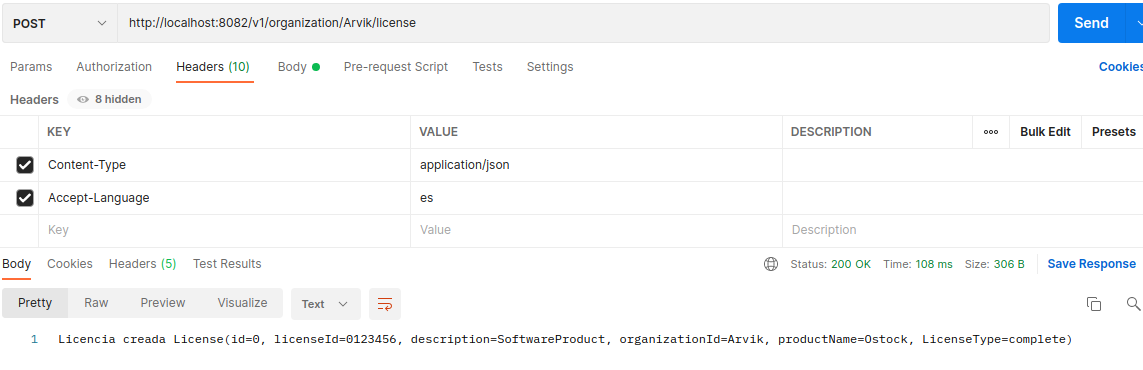 POST http://localhost:8082/v1/organization/Arvik/license Send
Params Authorization Headers (10) Body Pre-request Script Tests Settings Cookies
Headers 8 hidden
KEY VALUE DESCRIPTION ooo Bulk Edit Presets
Content-Type application/json
Accept-Language es
Key Value Description
Body Cookies Headers (5) Test Results Status: 200 OK Time: 108 ms Size: 306 B Save Response
Pretty Raw Preview Visualize Text
1 Licencia creada License(id=0, licenseId=0123456, description=SoftwareProduct, organizationId=Arvik, productName=Ostock, LicenseType=complete)